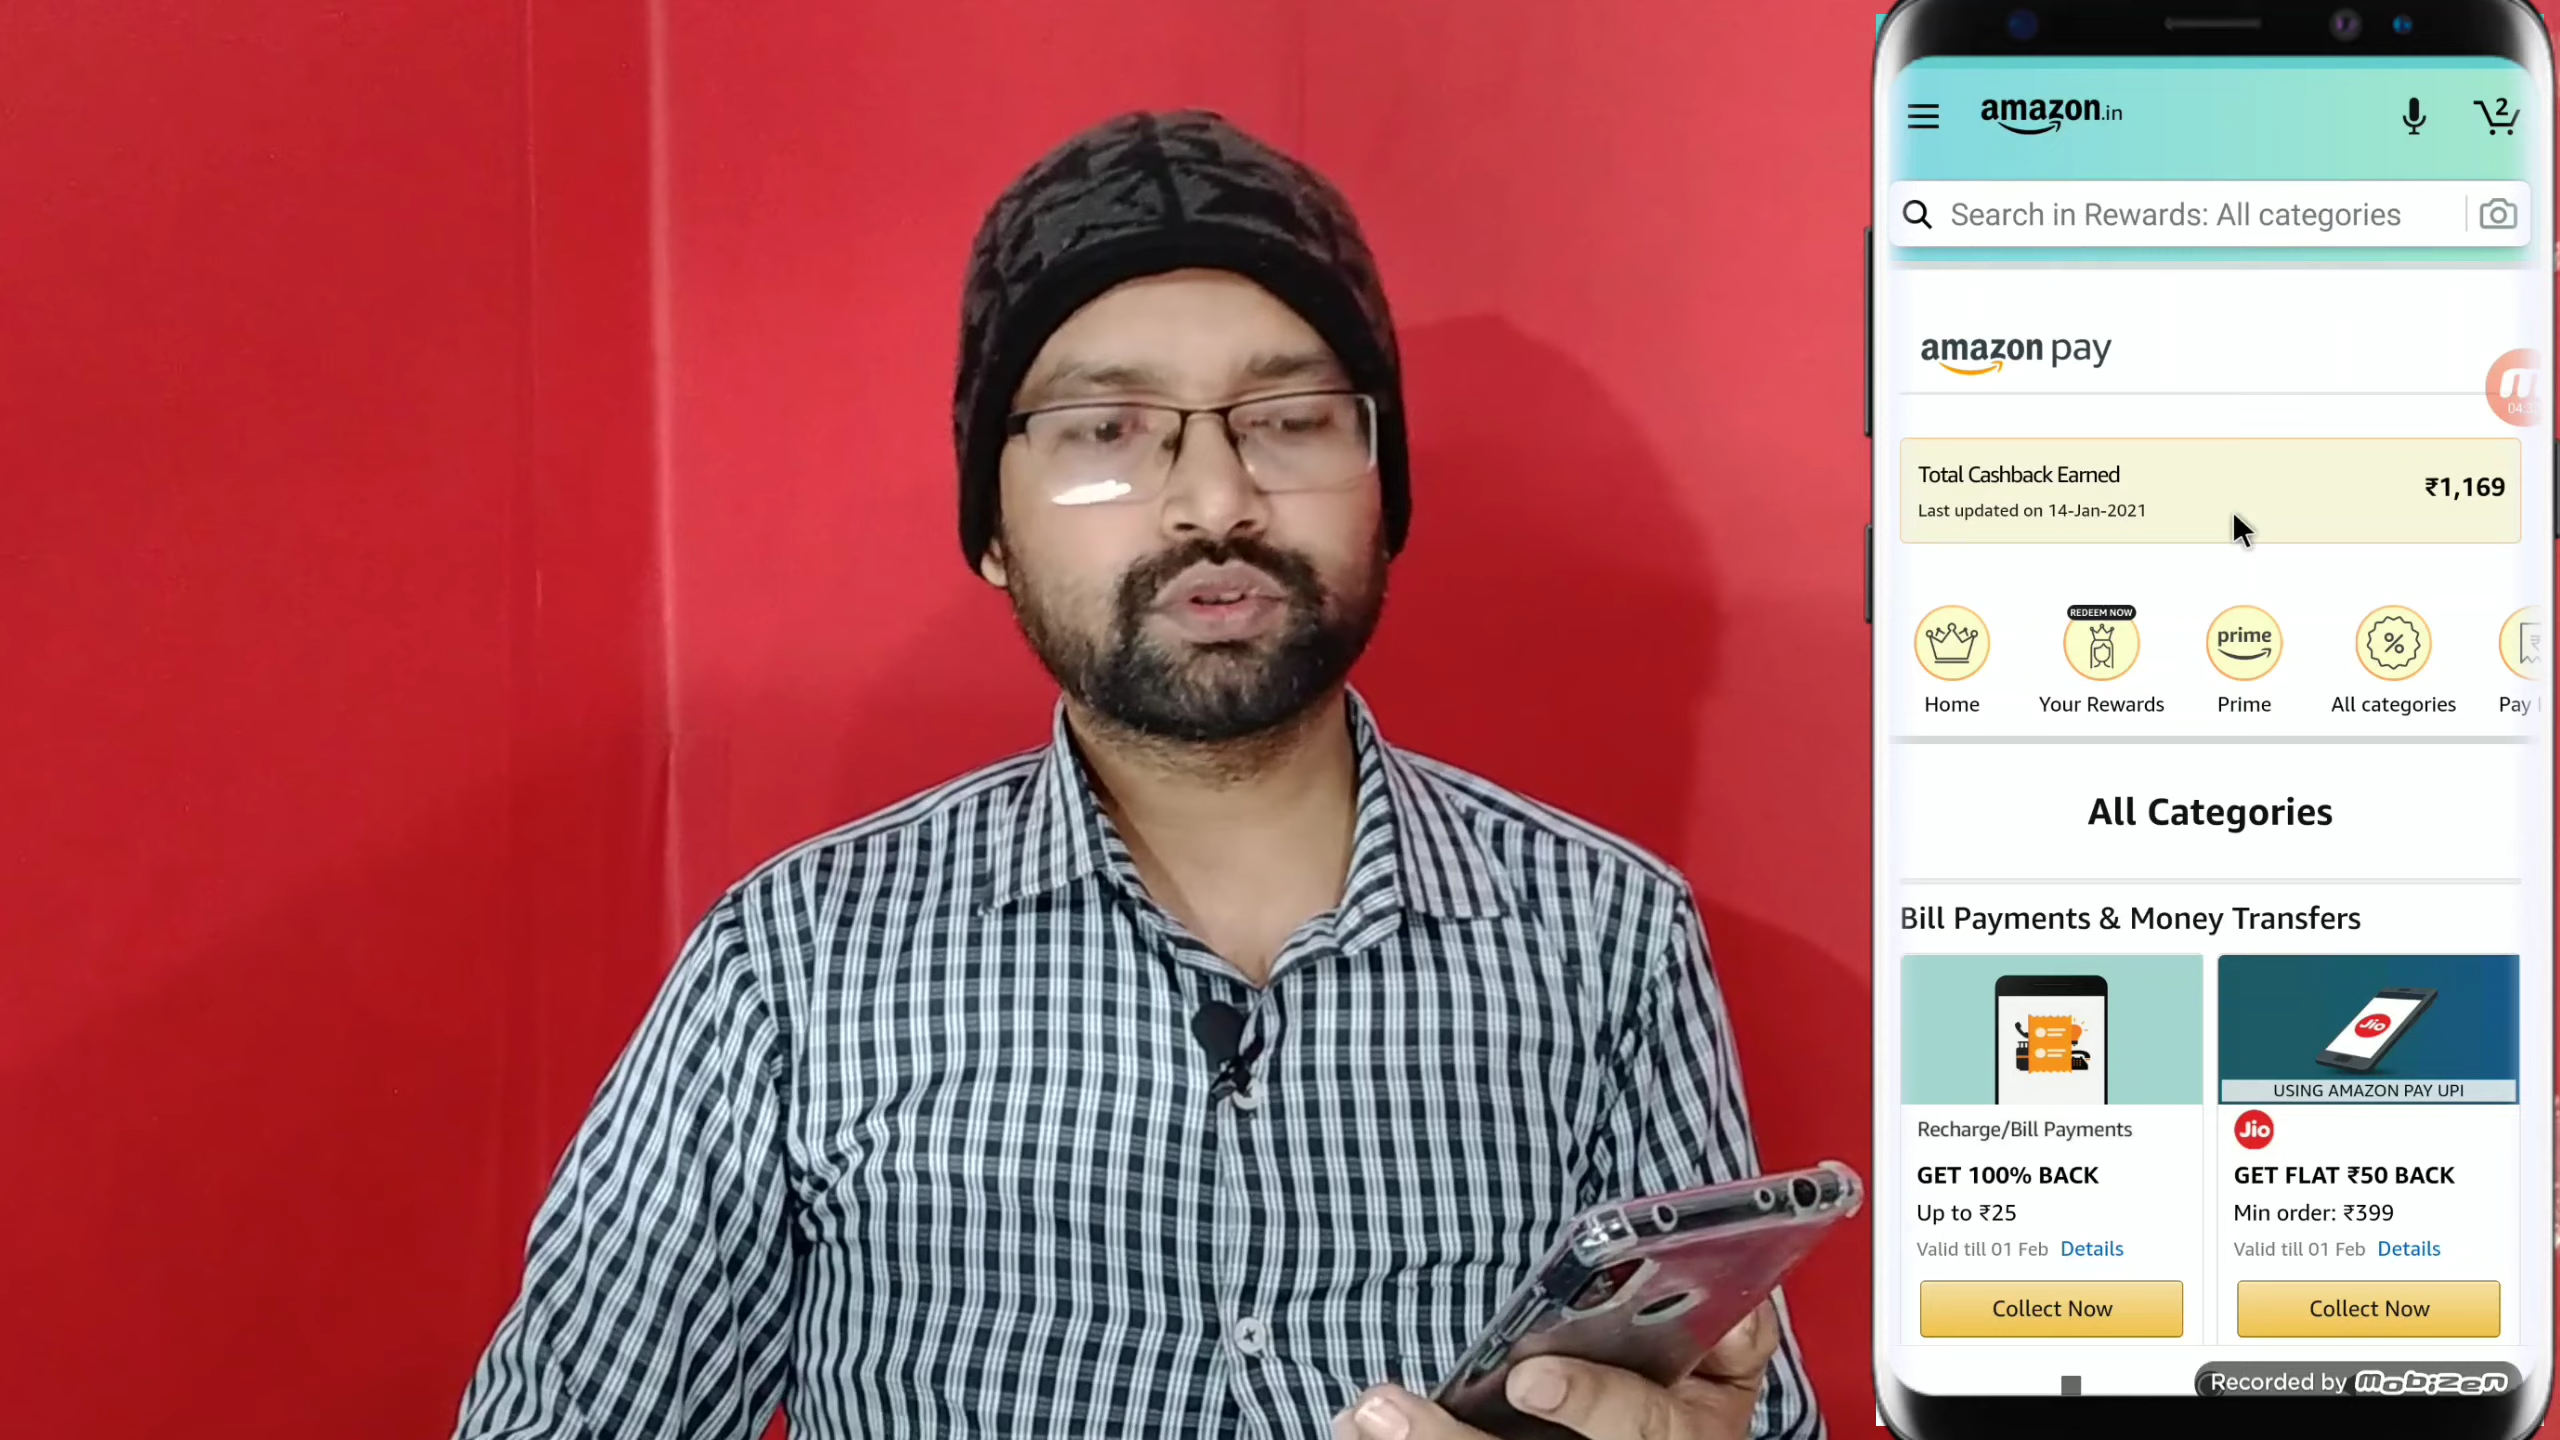 amazon.in
2
Search in Rewards: All categories
amazon pay
Total Cashback Earned
₹1,169
Last updated on 14-Jan-2021
REDEEM NOW
prime
%
Home
Your Rewards
Prime
All categories
Pay
All Categories
Bill Payments & Money Transfers
Jio
USING AMAZON PAY UPI
Recharge/Bill Payments
GET 100% BACK
Up to ₹25
Valid till 01 Feb Details
Collect Now
Jio
GET FLAT ₹50 BACK
Min order: ₹399
Valid till 01 Feb Details
Collect Now
Recorded by mobizen